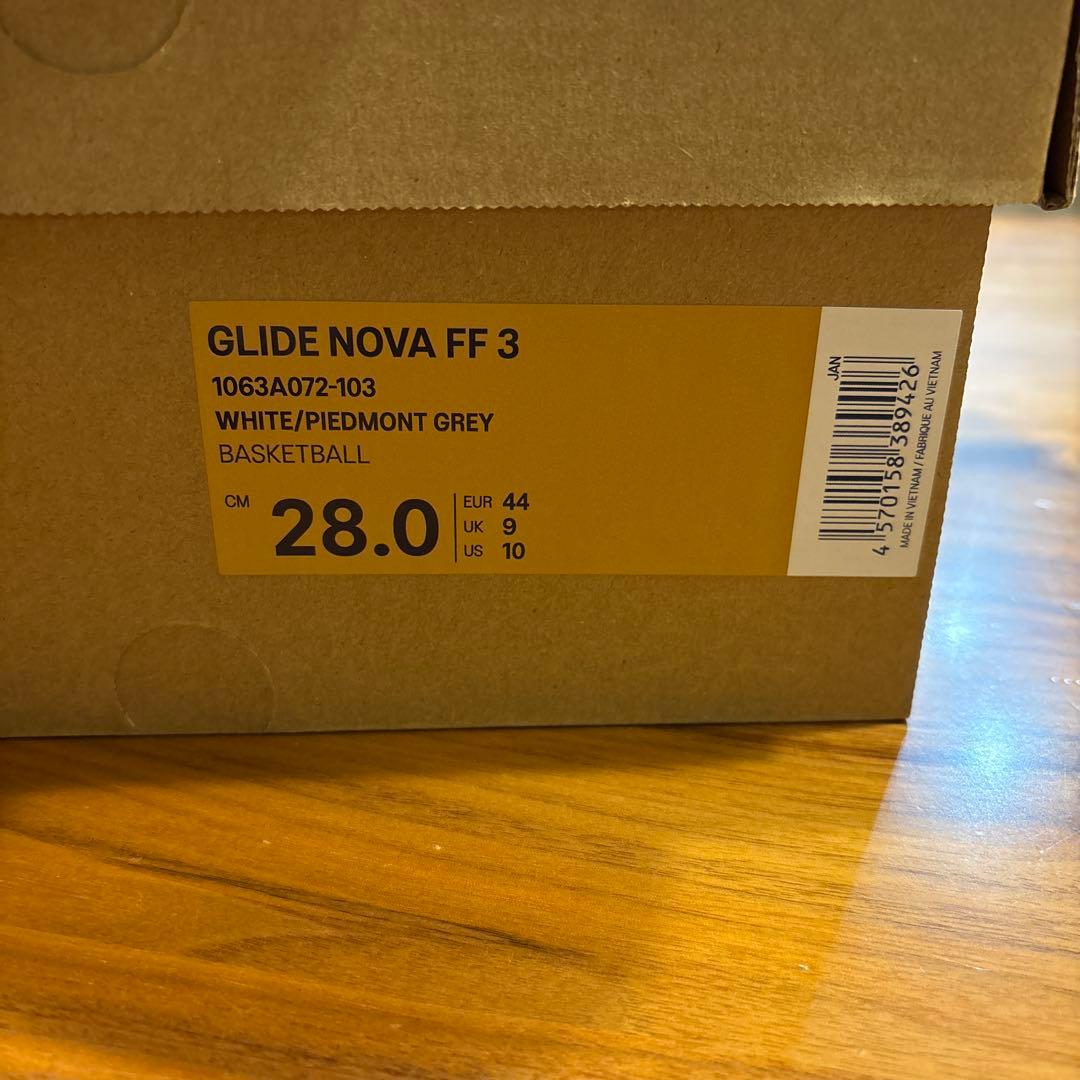 GLIDE NOVA FF 3
1063A072-103
WHITE/PIEDMONT GREY
BASKETBALL
CM 28.0
EUR 44
UK 9
US 10
JAN
4 570158 389426
MADE IN VIETNAM / FABRIQUE AU VIETNAM